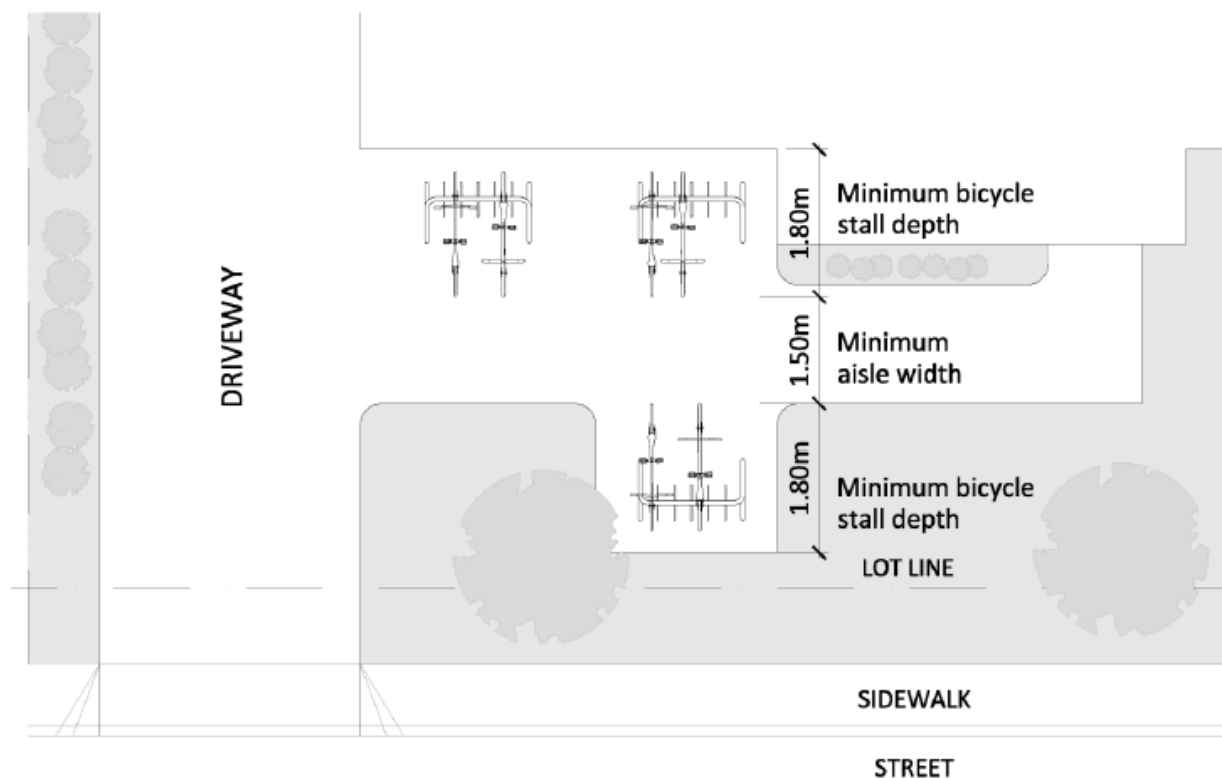 1.80m
Minimum bicycle
stall depth
DRIVEWAY
1.50m
Minimum
aisle width
1.80m
Minimum bicycle
stall depth
LOT LINE
SIDEWALK
STREET